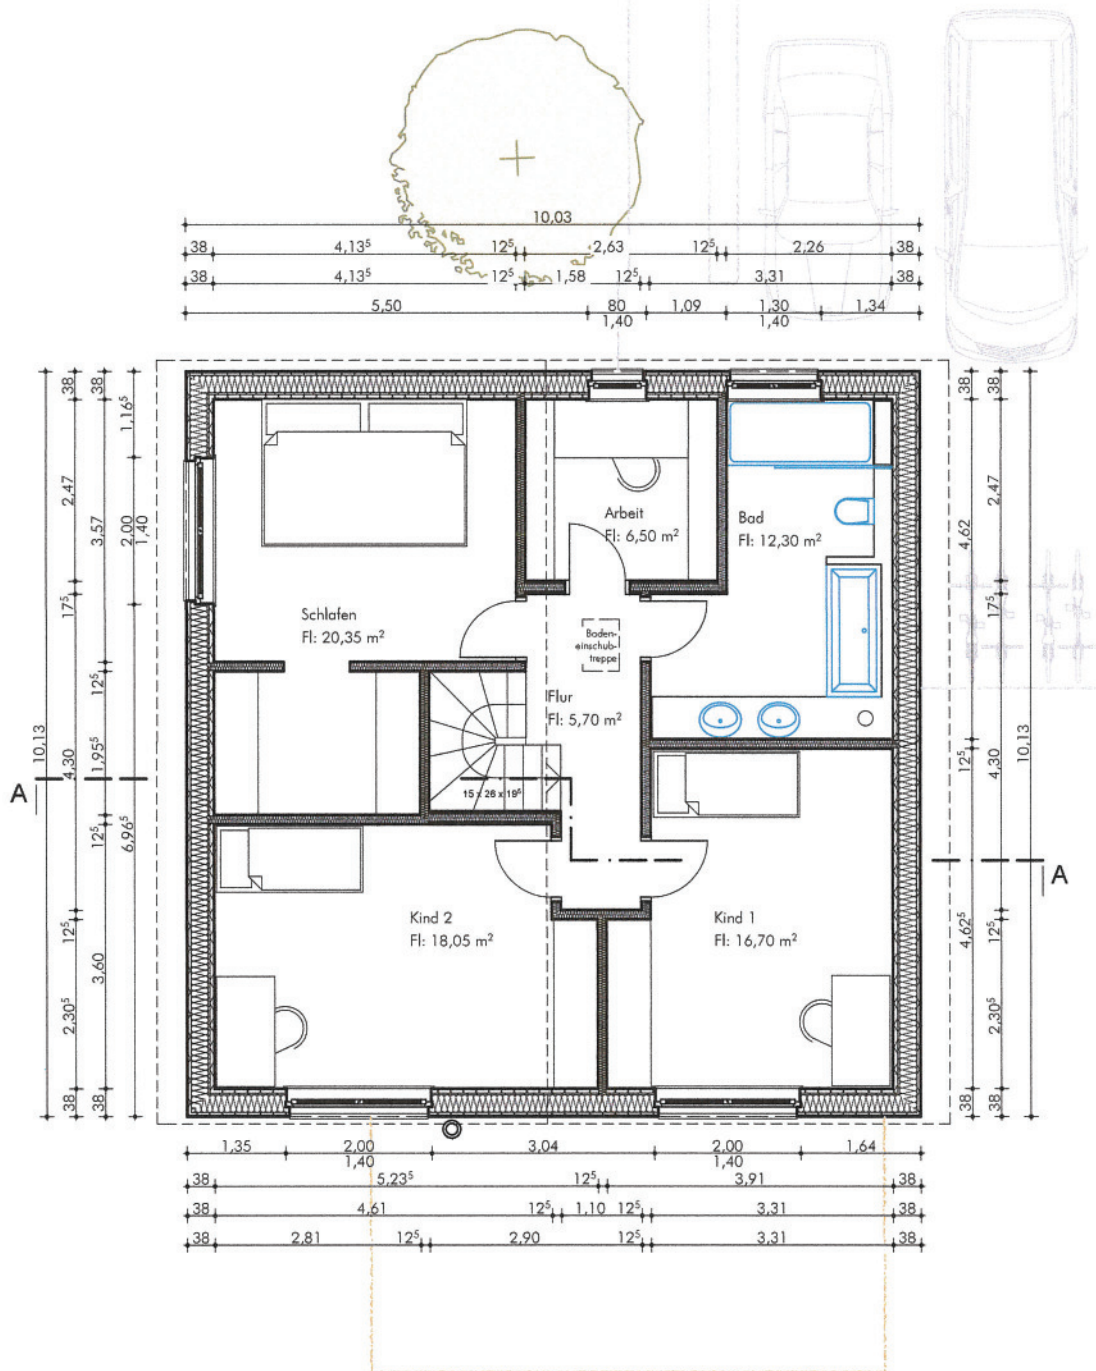 10,03
38 4,13⁵ 12⁵ 2,63 12⁵ 2,26 38
38 4,13⁵ 12⁵ 1,58 12⁵ 3,31 38
5,50 80 1,09 1,30 1,34
1,40 1,40
38 38 1,16⁵
2,47 3,57 2,00
1,40
17⁵
12⁵
10,13 4,30 1,95⁵
12⁵ 6,96⁵
12⁵ 3,60
2,30⁵
38 38
38 38
4,62 2,47
17⁵
12⁵ 4,30 10,13
4,62⁵ 12⁵
2,30⁵
38 38
Arbeit
Fl: 6,50 m²
Bad
Fl: 12,30 m²
Schlafen
Fl: 20,35 m²
Boden-
einschub-
treppe
Flur
Fl: 5,70 m²
15 x 26 x 19⁵
A
A
Kind 2
Fl: 18,05 m²
Kind 1
Fl: 16,70 m²
1,35 2,00 3,04 2,00 1,64
1,40 1,40
38 5,23⁵ 12⁵ 3,91 38
38 4,61 12⁵ 1,10 12⁵ 3,31 38
38 2,81 12⁵ 2,90 12⁵ 3,31 38